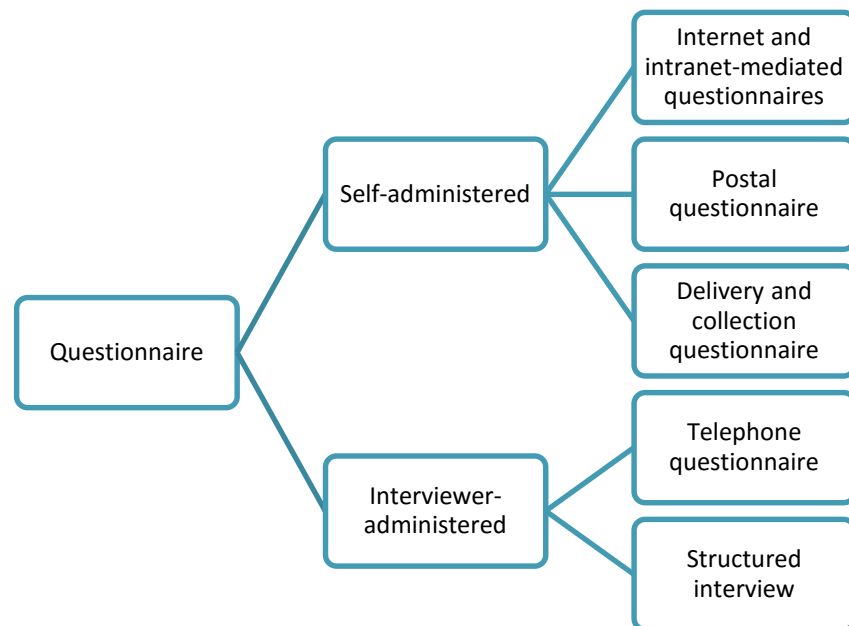 Questionnaire
Self-administered
Internet and
intranet-mediated
questionnaires
Postal
questionnaire
Delivery and
collection
questionnaire
Interviewer-
administered
Telephone
questionnaire
Structured
interview